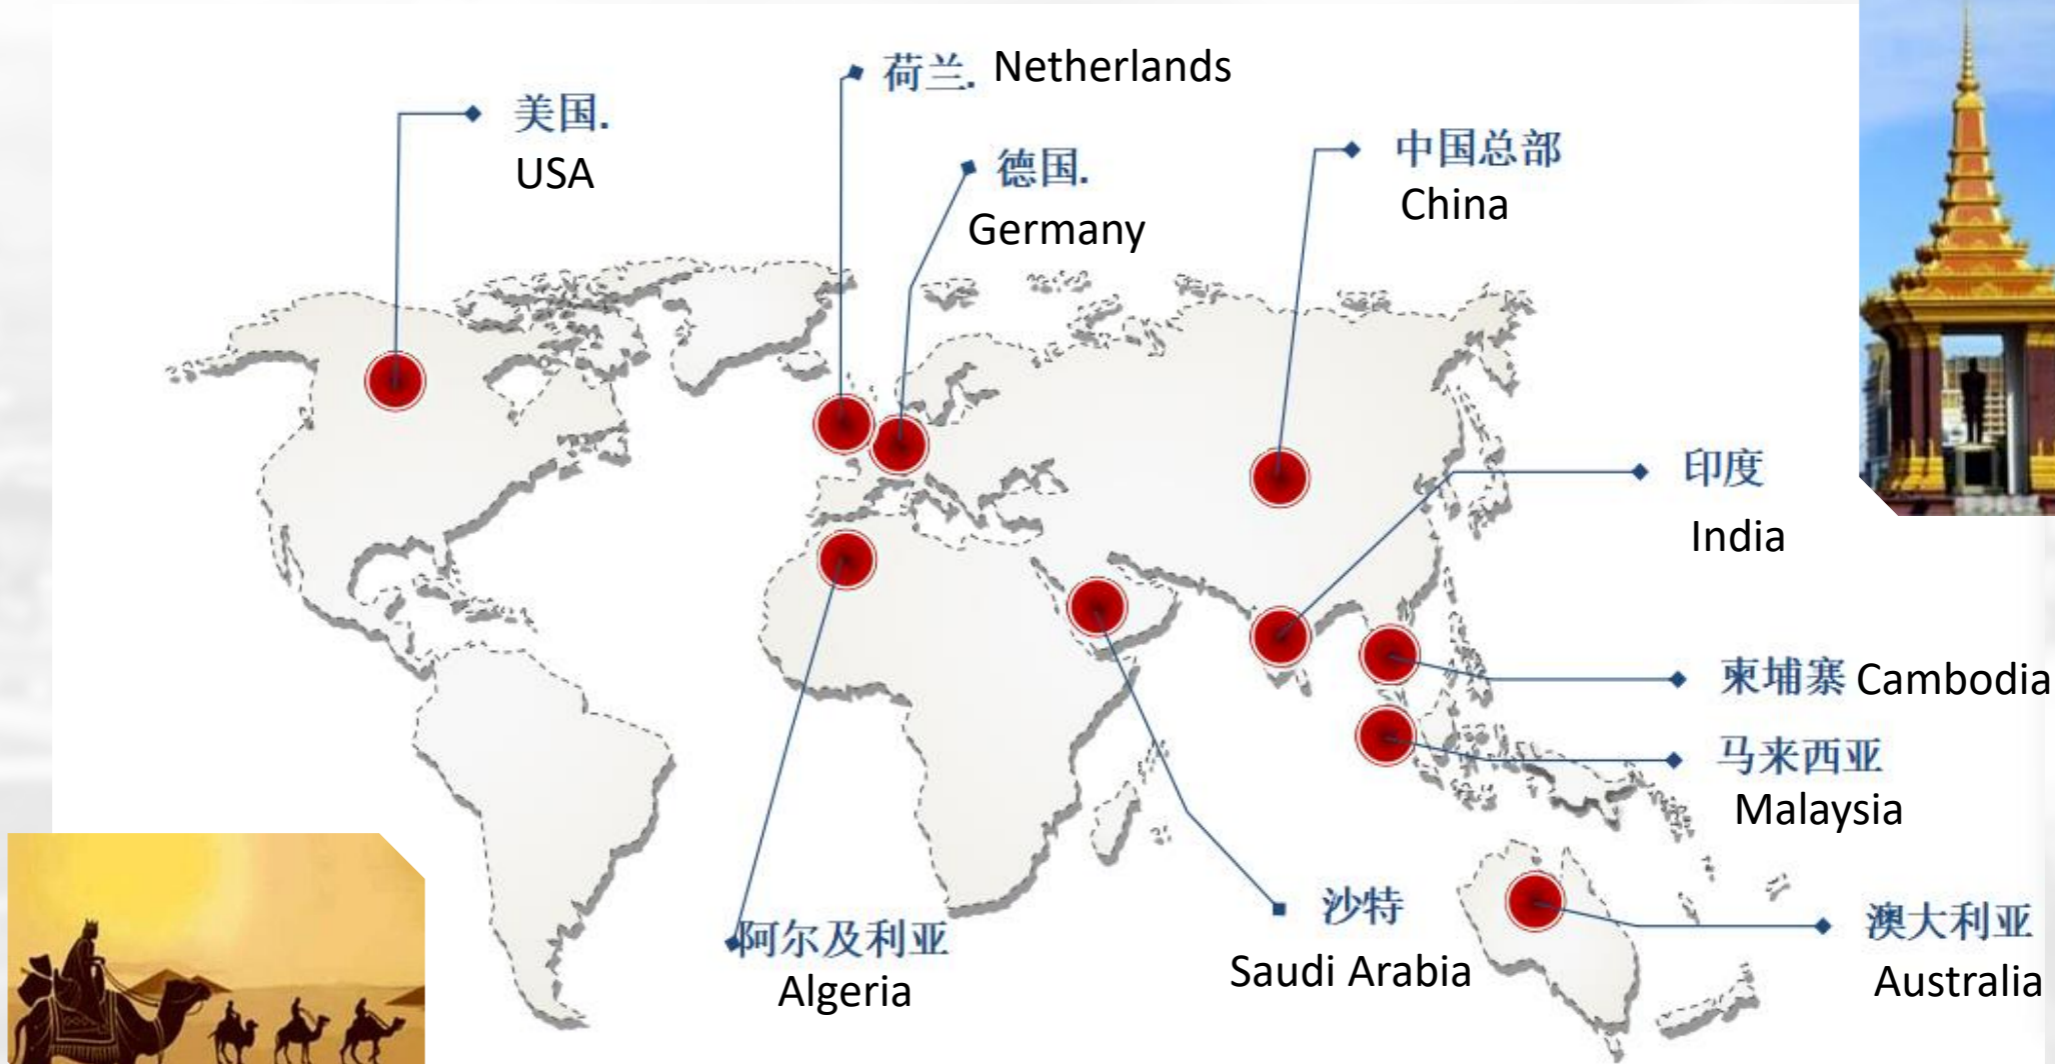 荷兰. Netherlands
美国.
USA
德国.
Germany
中国总部
China
印度
India
柬埔寨 Cambodia
马来西亚
Malaysia
阿尔及利亚
Algeria
沙特
Saudi Arabia
澳大利亚
Australia